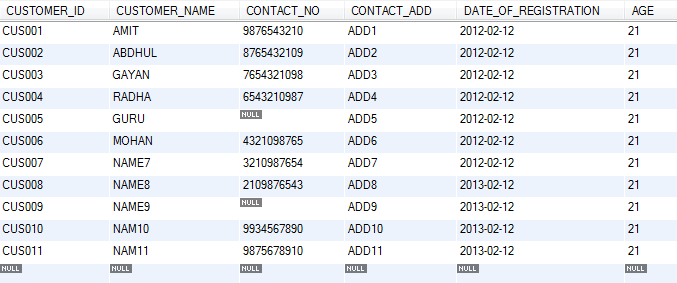 CUSTOMER_ID CUSTOMER_NAME CONTACT_NO CONTACT_ADD DATE_OF_REGISTRATION AGE
CUS001 AMIT 9876543210 ADD1 2012-02-12 21
CUS002 ABDHUL 8765432109 ADD2 2012-02-12 21
CUS003 GAYAN 7654321098 ADD3 2012-02-12 21
CUS004 RADHA 6543210987 ADD4 2012-02-12 21
CUS005 GURU NULL ADD5 2012-02-12 21
CUS006 MOHAN 4321098765 ADD6 2012-02-12 21
CUS007 NAME7 3210987654 ADD7 2012-02-12 21
CUS008 NAME8 2109876543 ADD8 2013-02-12 21
CUS009 NAME9 NULL ADD9 2013-02-12 21
CUS010 NAM10 9934567890 ADD10 2013-02-12 21
CUS011 NAM11 9875678910 ADD11 2013-02-12 21
NULL NULL NULL NULL NULL NULL